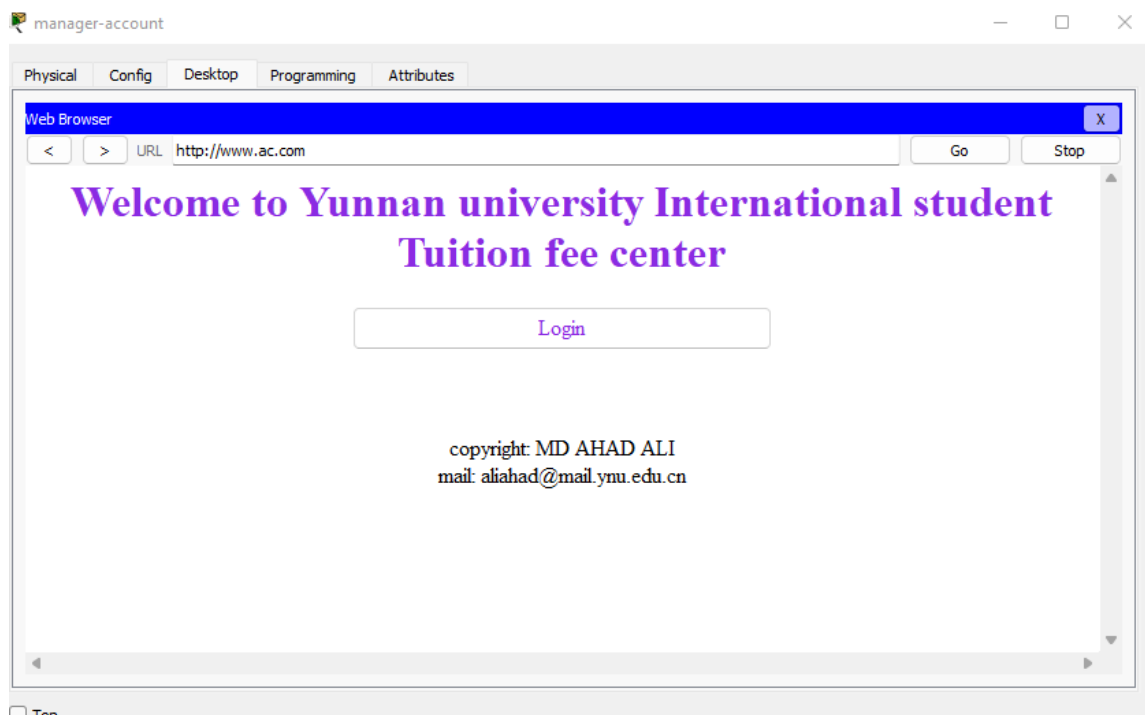 manager-account
Physical Config Desktop Programming Attributes
Web Browser X
< > URL http://www.ac.com Go Stop
Welcome to Yunnan university International student
Tuition fee center
Login
copyright: MD AHAD ALI
mail: aliahad@mail.ynu.edu.cn
Top